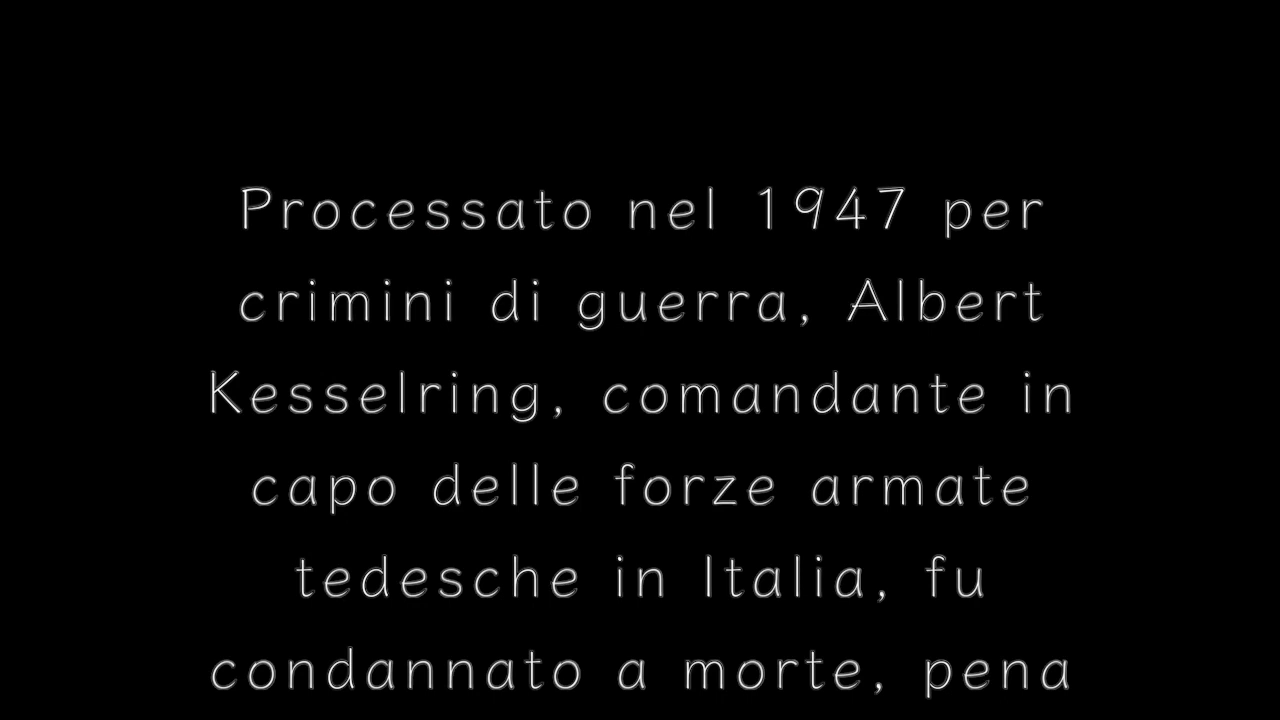 Processato nel 1947 per
crimini di guerra, Albert
Kesselring, comandante in
capo delle forze armate
tedesche in Italia, fu
condannato a morte, pena